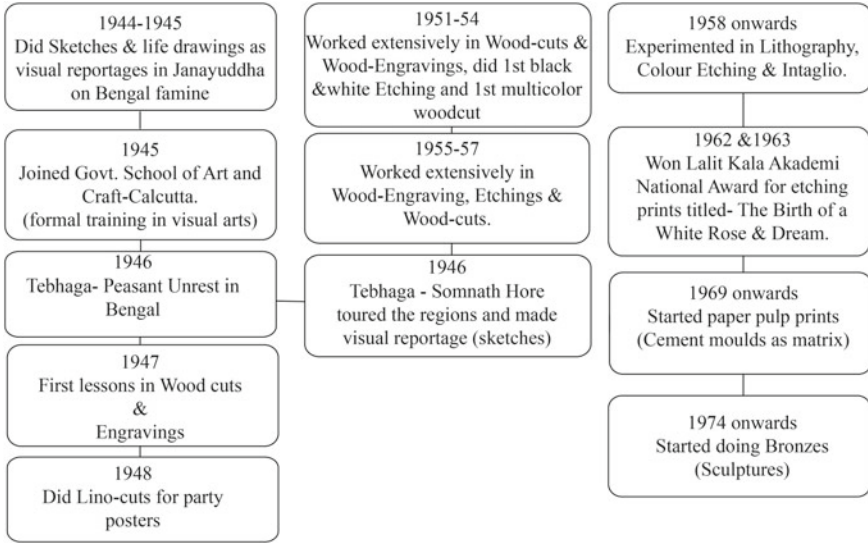 1944-1945
Did Sketches & life drawings as
visual reportages in Janayuddha
on Bengal famine
1945
Joined Govt. School of Art and
Craft-Calcutta.
(formal training in visual arts)
1946
Tebhaga- Peasant Unrest in
Bengal
1947
First lessons in Wood cuts
&
Engravings
1948
Did Lino-cuts for party
posters
1951-54
Worked extensively in Wood-cuts &
Wood-Engravings, did 1st black
&white Etching and 1st multicolor
woodcut
1955-57
Worked extensively in
Wood-Engraving, Etchings &
Wood-cuts.
1946
Tebhaga - Somnath Hore
toured the regions and made
visual reportage (sketches)
1958 onwards
Experimented in Lithography,
Colour Etching & Intaglio.
1962 &1963
Won Lalit Kala Akademi
National Award for etching
prints titled- The Birth of a
White Rose & Dream.
1969 onwards
Started paper pulp prints
(Cement moulds as matrix)
1974 onwards
Started doing Bronzes
(Sculptures)